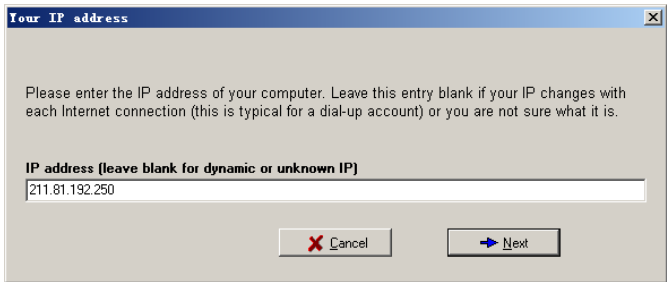 Your IP address
Please enter the IP address of your computer. Leave this entry blank if your IP changes with
each Internet connection (this is typical for a dial-up account) or you are not sure what it is.
IP address (leave blank for dynamic or unknown IP)
211.81.192.250
Cancel
Next